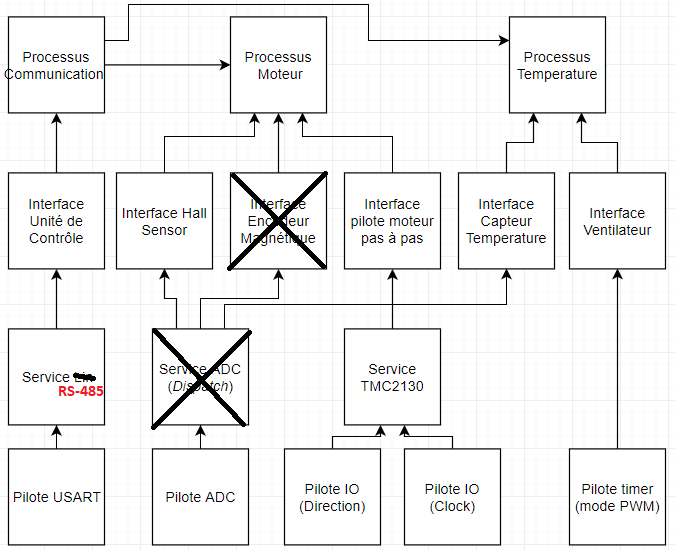 Processus
Communication
Processus
Moteur
Processus
Temperature
Interface
Unité de
Contrôle
Interface Hall
Sensor
Interface
Encodeur
Magnétique
Interface
pilote moteur
pas à pas
Interface
Capteur
Temperature
Interface
Ventilateur
Service
RS-485
Service ADC
(Dispatch)
Service
TMC2130
Pilote USART
Pilote ADC
Pilote IO
(Direction)
Pilote IO
(Clock)
Pilote timer
(mode PWM)